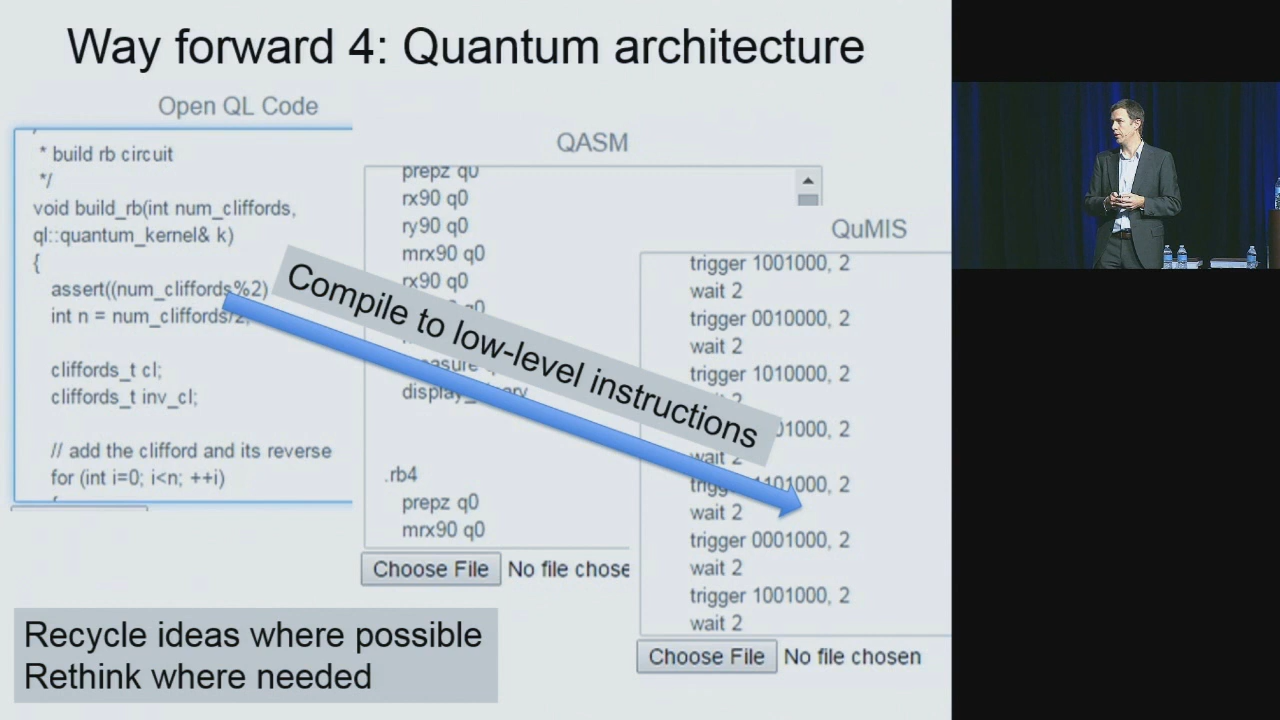 Way forward 4: Quantum architecture
Open QL Code
* build rb circuit
*/
void build_rb(int num_cliffords,
ql::quantum_kernel& k)
{
assert((num_cliffords%2)
int n = num_cliffords/2;
cliffords_t cl;
cliffords_t inv_cl;
// add the clifford and its reverse
for (int i=0; i<n; ++i)
QASM
prepz q0
rx90 q0
ry90 q0
mrx90 q0
rx90 q0
.rb4
prepz q0
mrx90 q0
Choose File No file chose
QuMIS
trigger 1001000, 2
wait 2
trigger 0010000, 2
wait 2
trigger 1010000, 2
wait 2
trigger 0001000, 2
wait 2
trigger 1001000, 2
wait 2
Choose File No file chosen
Compile to low-level instructions
Recycle ideas where possible
Rethink where needed